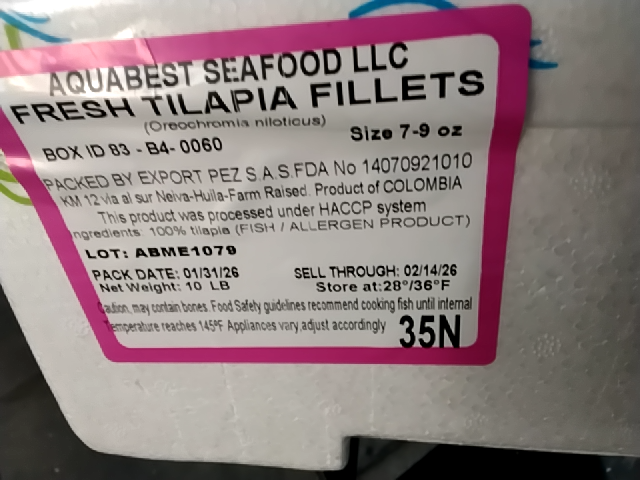 AQUABEST SEAFOOD LLC
FRESH TILAPIA FILLETS
(Oreochromia niloticus)
Size 7-9 oz
BOX ID 83 - B4- 0060
PACKED BY EXPORT PEZ S.A.S.FDA No 14070921010
KM 12 via al sur Neiva-Huila-Farm Raised. Product of COLOMBIA
This product was processed under HACCP system
ngredients: 100% tilapia (FISH / ALLERGEN PRODUCT)
LOT: ABME1079
PACK DATE: 01/31/26 SELL THROUGH: 02/14/26
Net Weight: 10 LB Store at:28°/36°F
Caution, may contain bones. Food Safety guidelines recommend cooking fish until internal
Temperature reaches 145ºF Appliances vary,adjust accordingly
35N